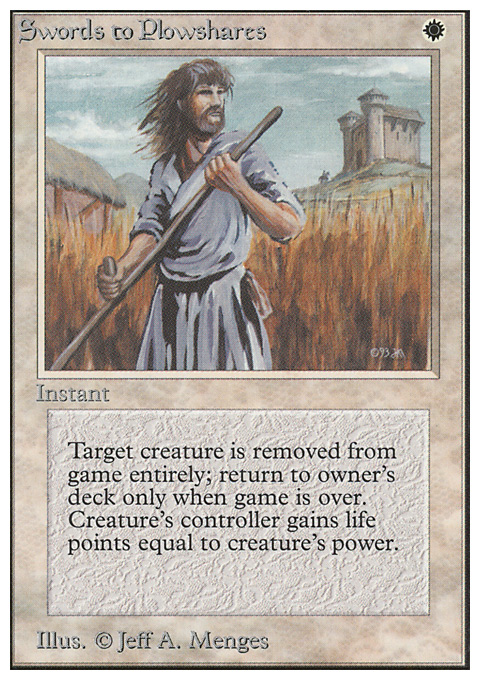 Swords to Plowshares
Instant
Target creature is removed from
game entirely; return to owner's
deck only when game is over.
Creature's controller gains life
points equal to creature's power.
Illus. © Jeff A. Menges